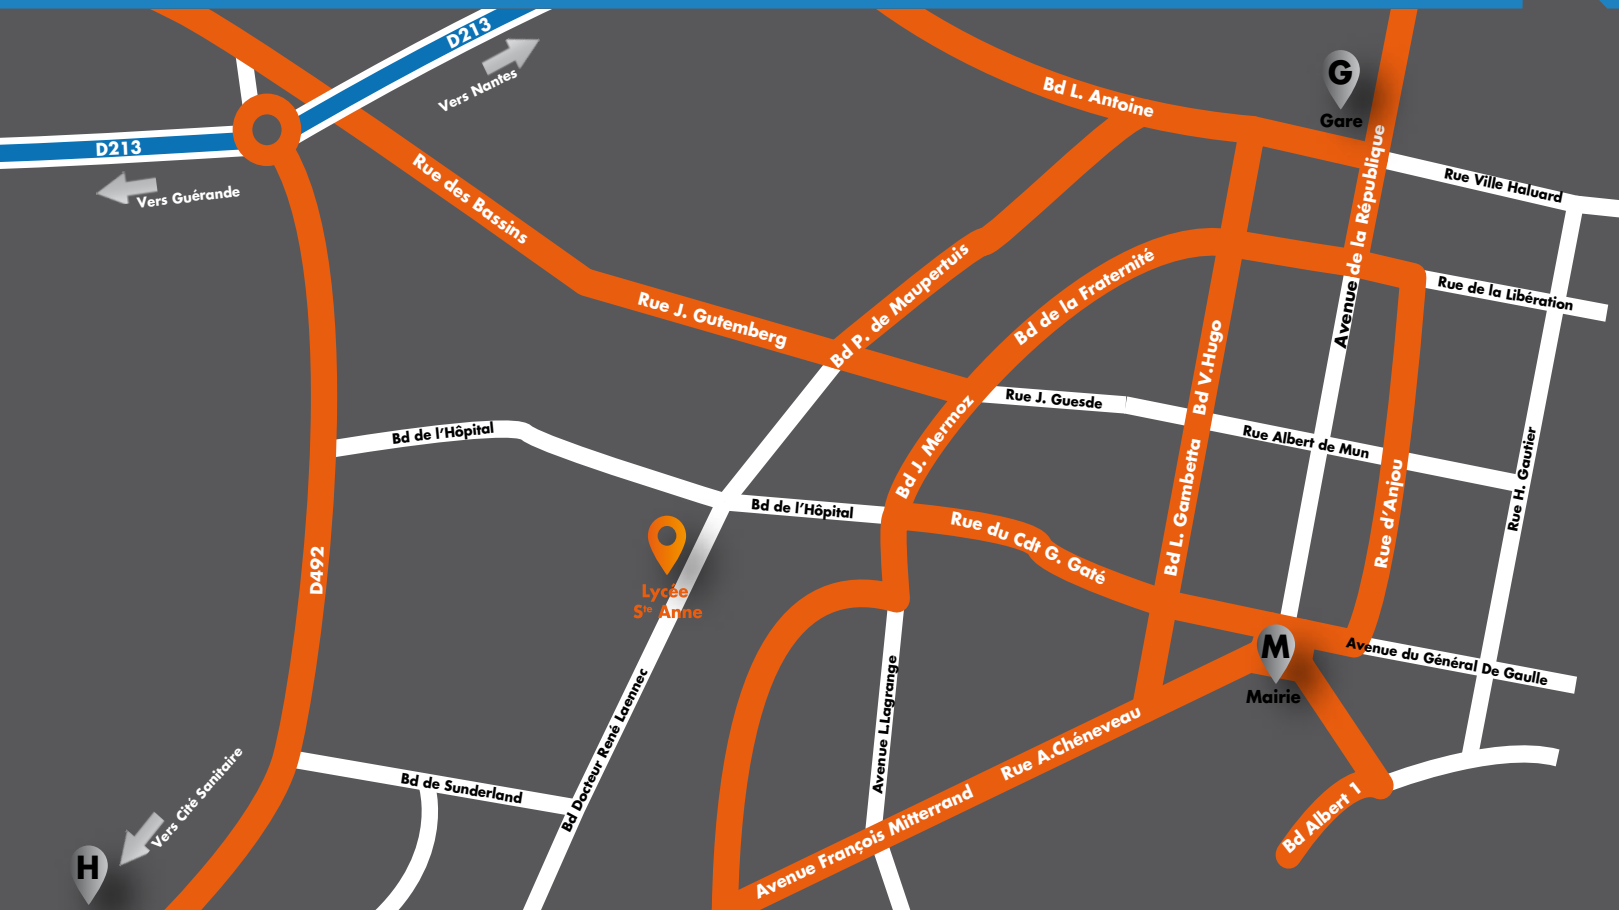 D213
Vers Nantes
G
Gare
Bd L. Antoine
D213
Vers Guérande
Rue des Bassins
Avenue de la République
Rue Ville Haluard
Rue J. Gutemberg
Bd P. de Maupertuis
Bd de la Fraternité
Rue de la Libération
Bd V.Hugo
Rue J. Guesde
Bd J. Mermoz
Rue Albert de Mun
Bd de l'Hôpital
Bd de l'Hôpital
Rue H. Gautier
Rue d'Anjou
Bd L. Gambetta
Rue du Cdt G. Gaté
D492
Lycée
Ste Anne
M
Mairie
Avenue du Général De Gaulle
Bd Docteur René Laennec
Avenue L.Lagrange
Rue A.Chéneveau
Avenue François Mitterrand
Bd Albert 1
Bd de Sunderland
Vers Cité Sanitaire
H